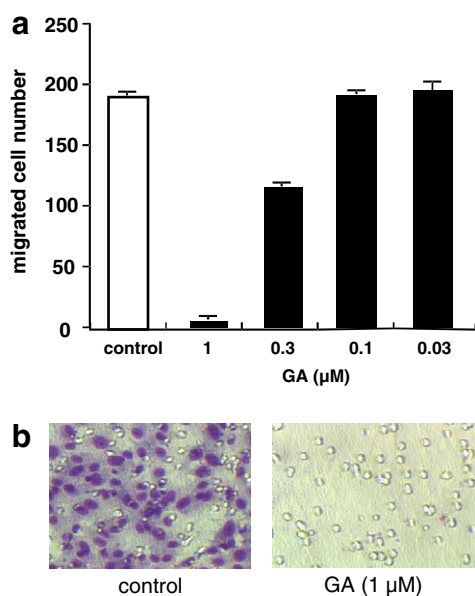 a
migrated cell number
250
200
150
100
50
0
control 1 0.3 0.1 0.03
GA (µM)
b
control GA (1 µM)